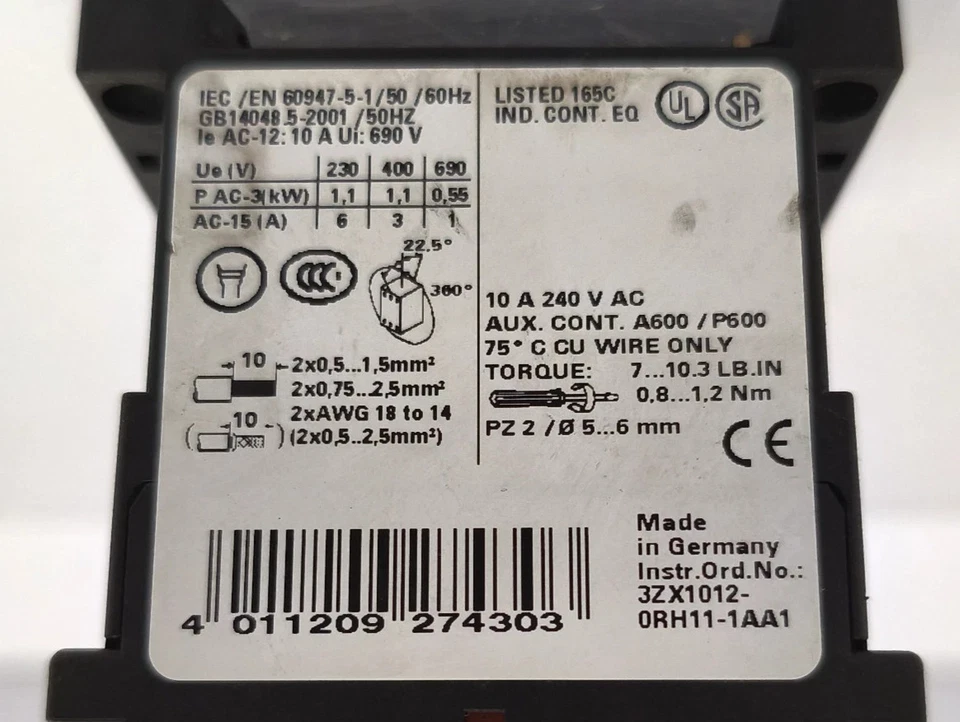 IEC /EN 60947-5-1/50 /60Hz
GB14048.5-2001 /50HZ
Ie AC-12: 10 A Ui: 690 V
Ue (V) 230 400 690
P AC-3(kW) 1,1 1,1 0,55
AC-15 (A) 6 3 1
CCC
22.5°
360°
10
2x0,5...1,5mm²
2x0,75...2,5mm²
2xAWG 18 to 14
10
(2x0,5...2,5mm²)
LISTED 165C
IND. CONT. EQ
UL
SA
10 A 240 V AC
AUX. CONT. A600 / P600
75° C CU WIRE ONLY
TORQUE: 7...10.3 LB.IN
0,8...1,2 Nm
PZ 2 / Ø 5...6 mm
CE
4 011209 274303
Made
in Germany
Instr.Ord.No.:
3ZX1012-
0RH11-1AA1